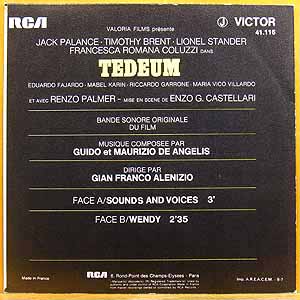 RCA
VALORIA FILMS présente
J VICTOR
41.115
JACK PALANCE - TIMOTHY BRENT - LIONEL STANDER
FRANCESCA ROMANA COLUZZI DANS
TEDEUM
EDUARDO FAJARDO - MABEL KARIN - RICCARDO GARRONE - MARIA VICO VILLARDO
ET AVEC RENZO PALMER - MISE EN SCENE DE ENZO G. CASTELLARI
BANDE SONORE ORIGINALE
DU FILM
MUSIQUE COMPOSEE PAR
GUIDO et MAURIZIO DE ANGELIS
DIRIGE PAR
GIAN FRANCO ALENIZIO
FACE A/SOUNDS AND VOICES 3'
FACE B/WENDY 2'35
Made in France
RCA 6, Rond-Point des Champs-Elysees - Paris
Imp. A.R.E.A.C.E.M.